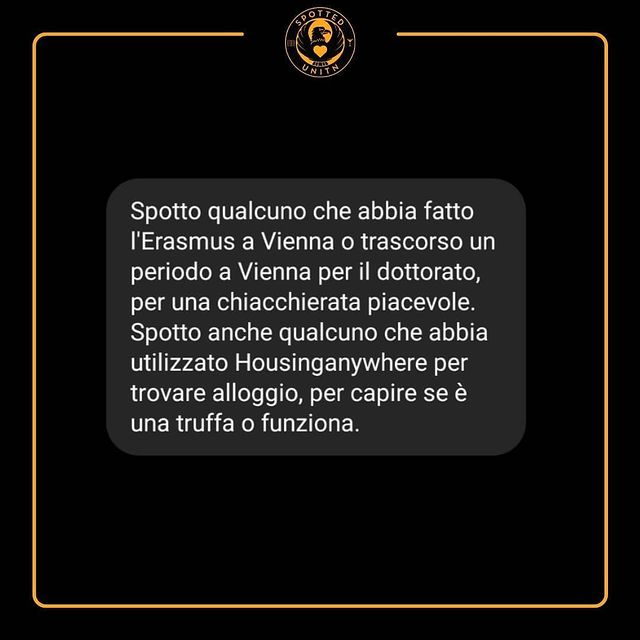 SPOTTED
UNITN
Spotto qualcuno che abbia fatto
l'Erasmus a Vienna o trascorso un
periodo a Vienna per il dottorato,
per una chiacchierata piacevole.
Spotto anche qualcuno che abbia
utilizzato Housinganywhere per
trovare alloggio, per capire se è
una truffa o funziona.